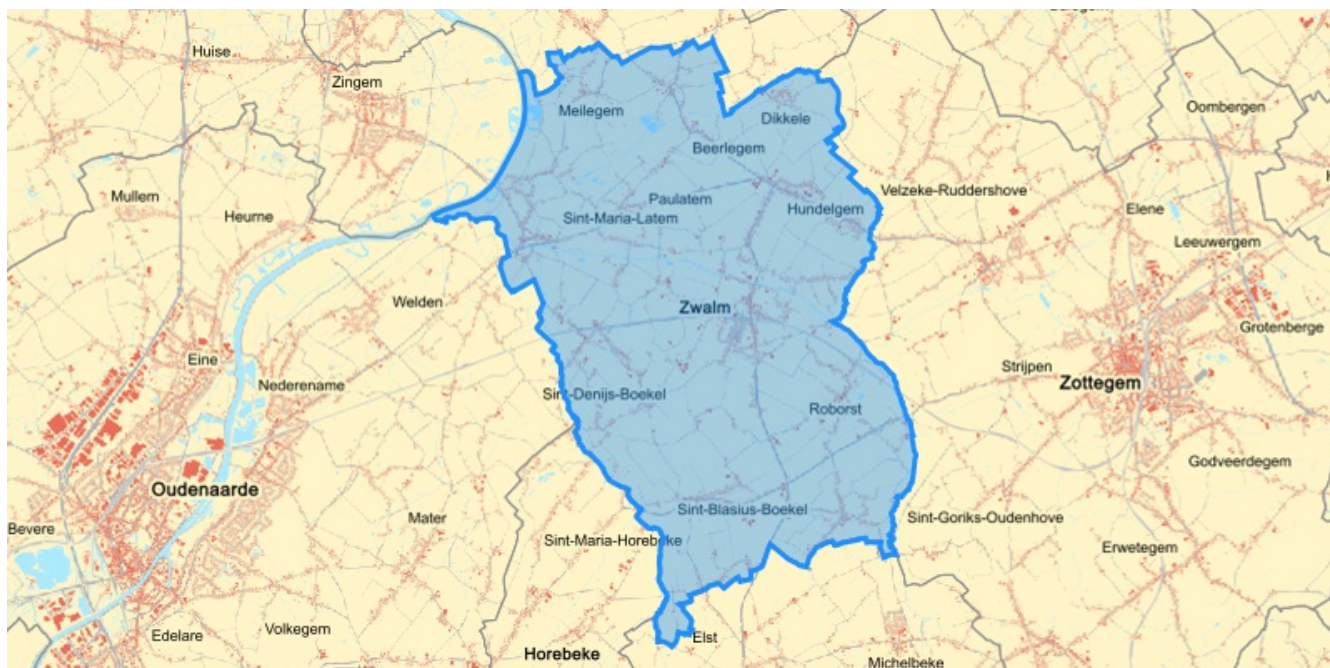 Huise
Zingem
Meilegem
Dikkele
Oombergen
Beerlegem
Mullem
Heurne
Paulatem
Velzeke-Ruddershove
Sint-Maria-Latem
Hundelgem
Elene
Leeuwergem
Welden
Zwalm
Grotenberge
Eine
Nederename
Strijpen
Sint-Denijs-Boekel
Zottegem
Roborst
Godveerdegem
Oudenaarde
Sint-Blasius-Boekel
Bevere
Mater
Sint-Maria-Horebeke
Sint-Goriks-Oudenhove
Erwetegem
Edelare
Volkegem
Elst
Horebeke
Michelbeke